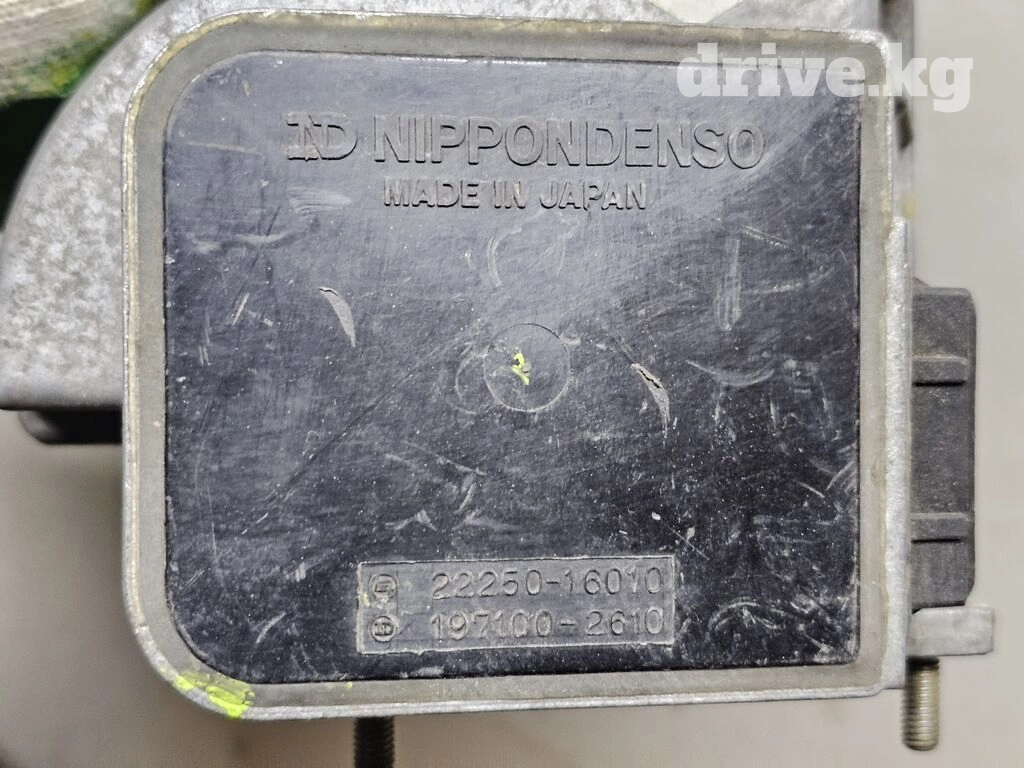 drive.kg
ND NIPPONDENSO
MADE IN JAPAN
22250-16010
197100-2610